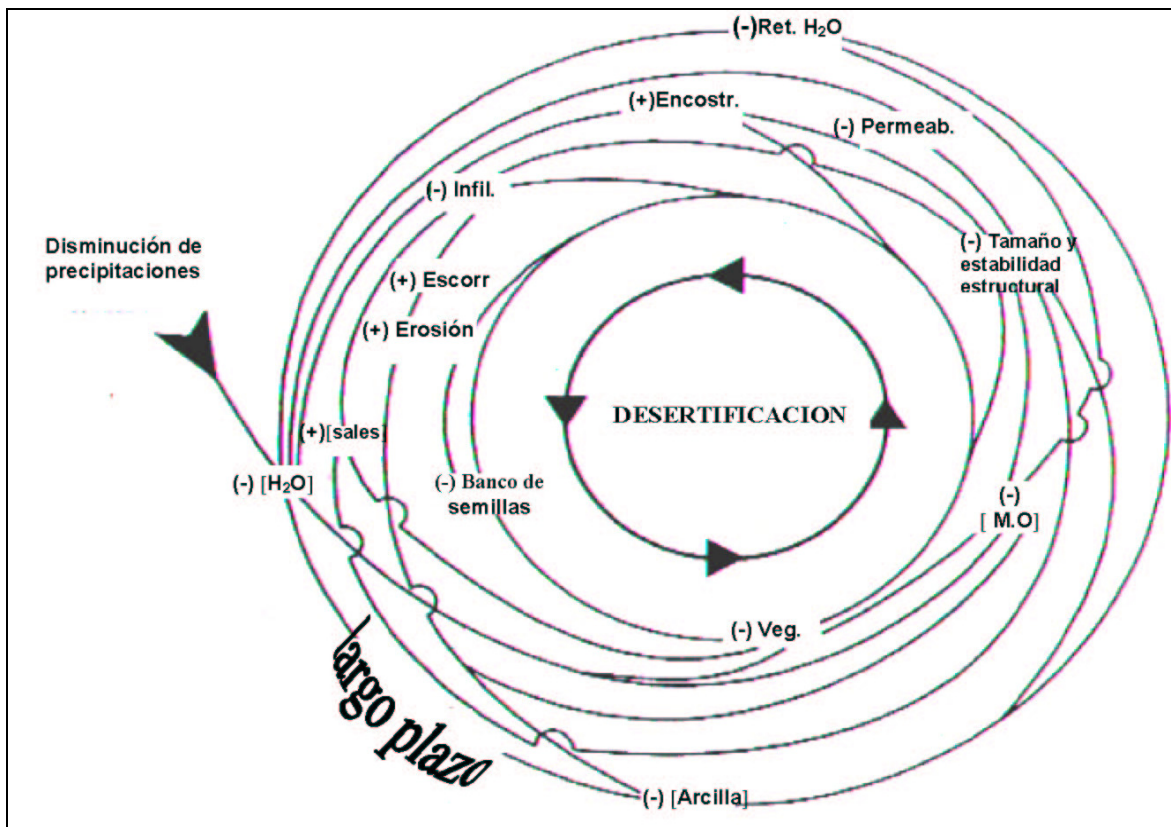 (-)Ret. H₂O
(+)Encostr.
(-) Permeab.
(-) Infil.
Disminución de
precipitaciones
(-) Tamaño y
estabilidad
estructural
(+) Escorr
(+) Erosión
DESERTIFICACION
(+)[sales]
(-) [H₂O]
(-) Banco de
semillas
(-)
[ M.O]
(-) Veg.
largo plazo
(-) [Arcilla]